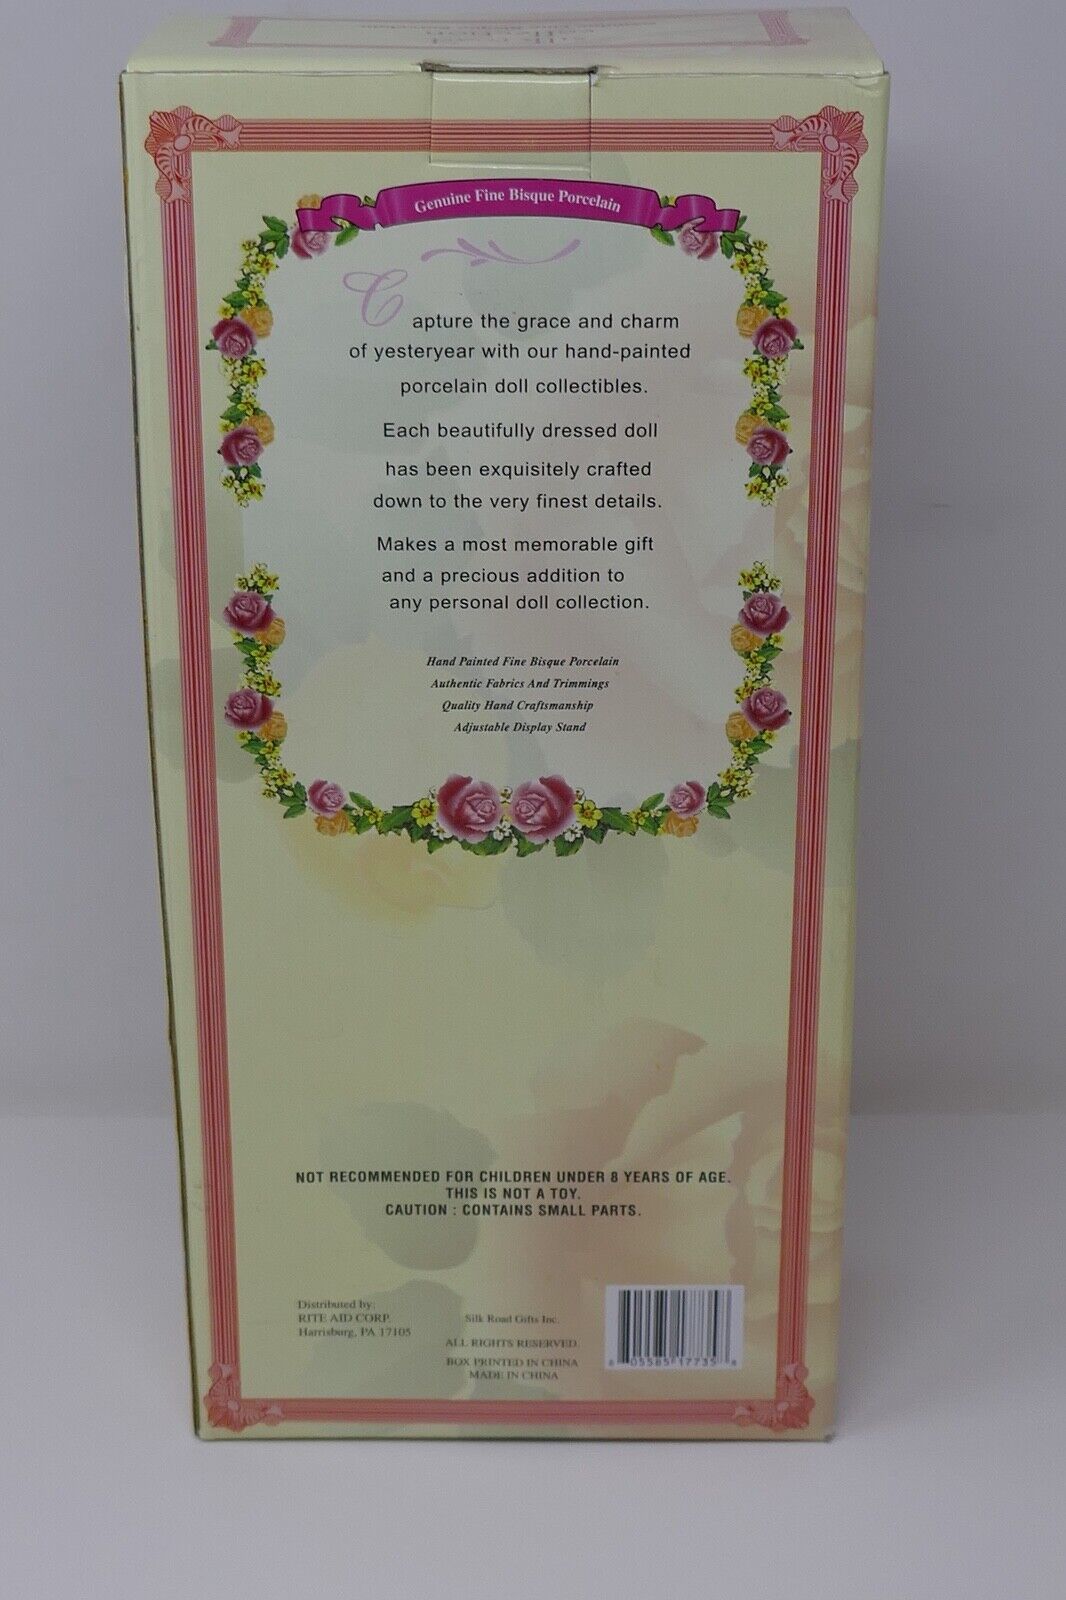 Collection
Genuine Fine Bisque Porcelain
Capture the grace and charm
of yesteryear with our hand-painted
porcelain doll collectibles.
Each beautifully dressed doll
has been exquisitely crafted
down to the very finest details.
Makes a most memorable gift
and a precious addition to
any personal doll collection.
Hand Painted Fine Bisque Porcelain
Authentic Fabrics And Trimmings
Quality Hand Craftsmanship
Adjustable Display Stand
NOT RECOMMENDED FOR CHILDREN UNDER 8 YEARS OF AGE.
THIS IS NOT A TOY.
CAUTION : CONTAINS SMALL PARTS.
Distributed by:
RITE AID CORP.
Harrisburg, PA 17105
Silk Road Gifts Inc.
ALL RIGHTS RESERVED.
BOX PRINTED IN CHINA
MADE IN CHINA
8 05585 17735 8